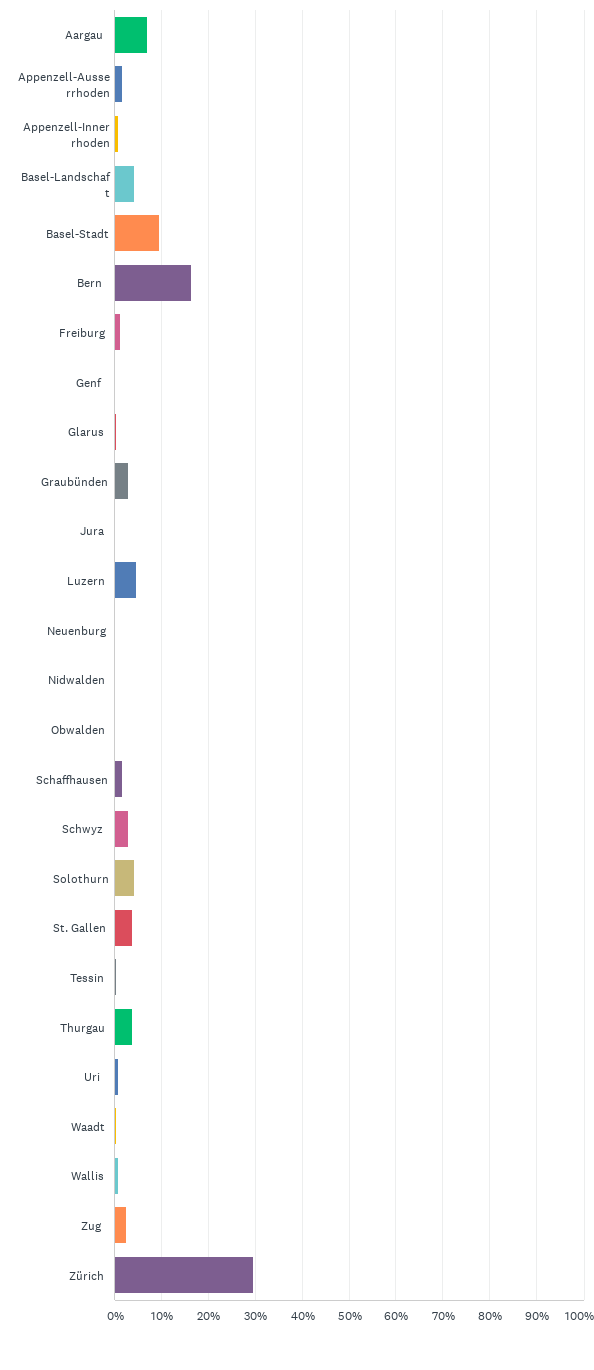 Aargau
Appenzell-Ausse
rrhoden
Appenzell-Inner
rhoden
Basel-Landschaf
t
Basel-Stadt
Bern
Freiburg
Genf
Glarus
Graubünden
Jura
Luzern
Neuenburg
Nidwalden
Obwalden
Schaffhausen
Schwyz
Solothurn
St. Gallen
Tessin
Thurgau
Uri
Waadt
Wallis
Zug
Zürich
0% 10% 20% 30% 40% 50% 60% 70% 80% 90% 100%